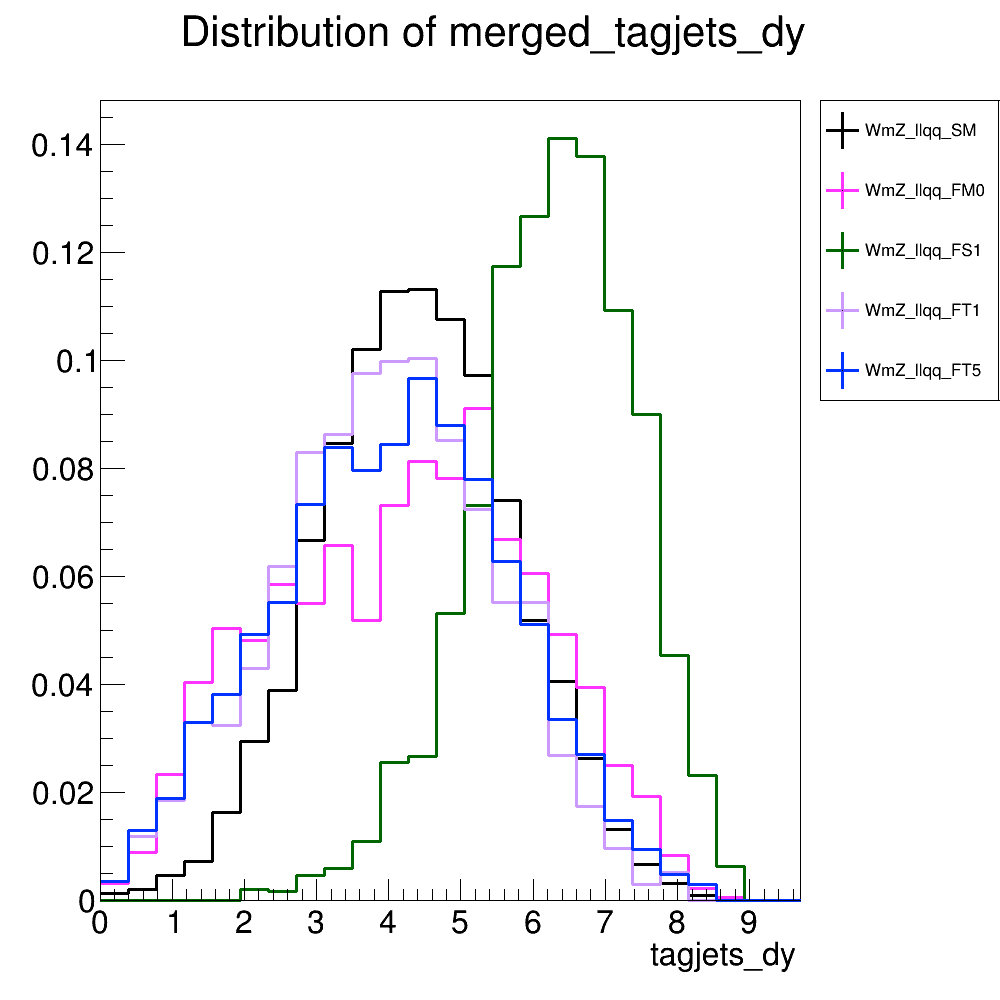 Distribution of merged_tagjets_dy
0.14
0.12
0.1
0.08
0.06
0.04
0.02
0
0 1 2 3 4 5 6 7 8 9
tagjets_dy
WmZ_llqq_SM
WmZ_llqq_FM0
WmZ_llqq_FS1
WmZ_llqq_FT1
WmZ_llqq_FT5